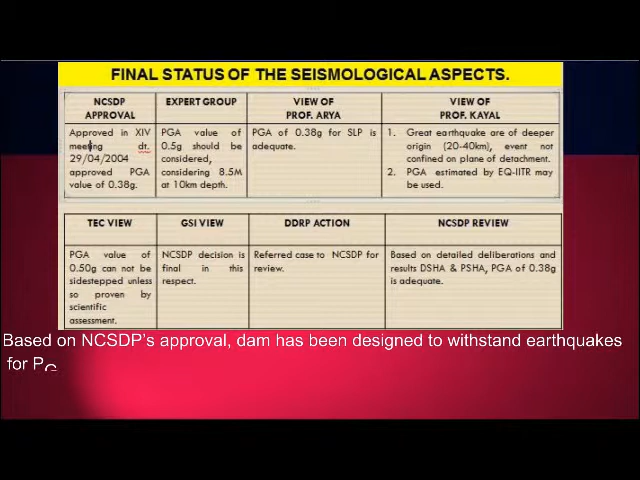 FINAL STATUS OF THE SEISMOLOGICAL ASPECTS.
NCSDP APPROVAL
EXPERT GROUP
VIEW OF PROF. ARYA
VIEW OF PROF. KAYAL
Approved in XIV
meeting dt.
29/04/2004
approved PGA
value of 0.38g.
PGA value of
0.5g should be
considered,
considering 8.5M
at 10km depth.
PGA of 0.38g for SLP is
adequate.
1. Great earthquake are of deeper
origin (20-40km), event not
confined on plane of detachment.
2. PGA estimated by EQ-IITR may
be used.
TEC VIEW
GSI VIEW
DDRP ACTION
NCSDP REVIEW
PGA value of
0.50g can not be
sidestepped unless
so proven by
scientific
assessment.
NCSDP decision is
final in this
respect.
Referred case to NCSDP for
review.
Based on detailed deliberations and
results DSHA & PSHA, PGA of 0.38g
is adequate.
Based on NCSDP's approval, dam has been designed to withstand earthquakes
for PG